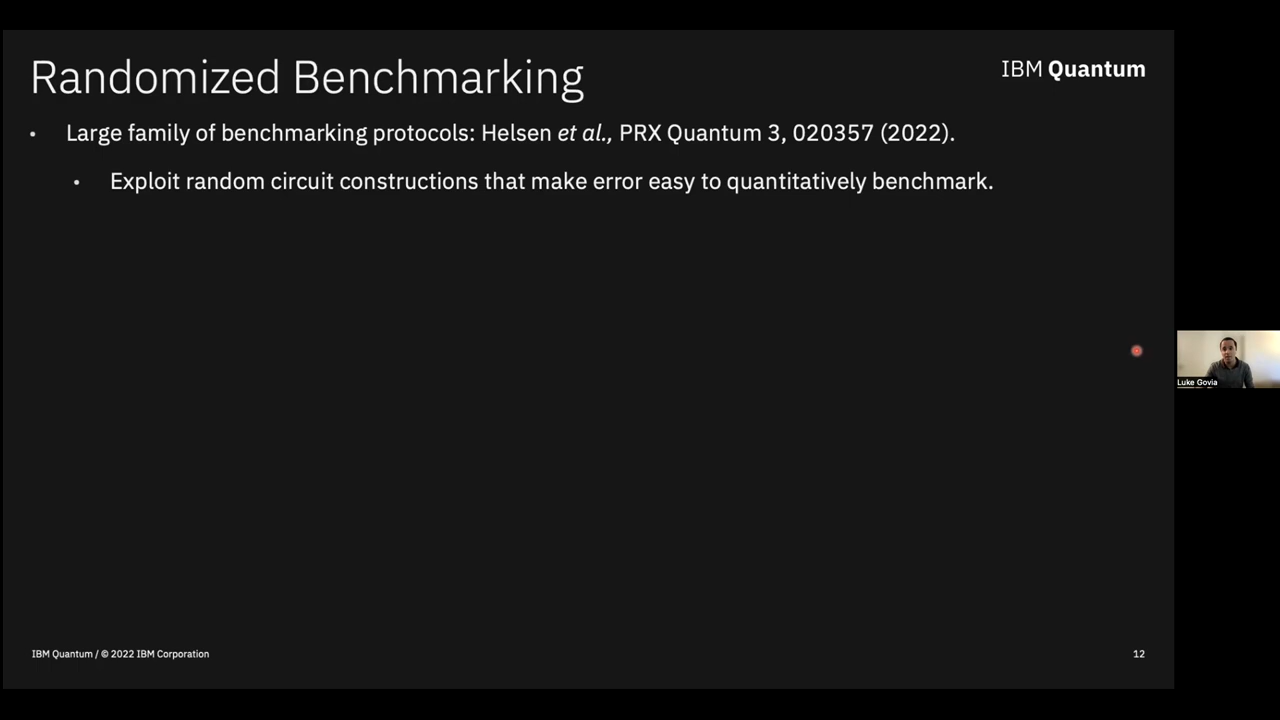 Randomized Benchmarking
IBM Quantum
• Large family of benchmarking protocols: Helsen et al., PRX Quantum 3, 020357 (2022).
• Exploit random circuit constructions that make error easy to quantitatively benchmark.
Luke Govia
IBM Quantum / © 2022 IBM Corporation
12